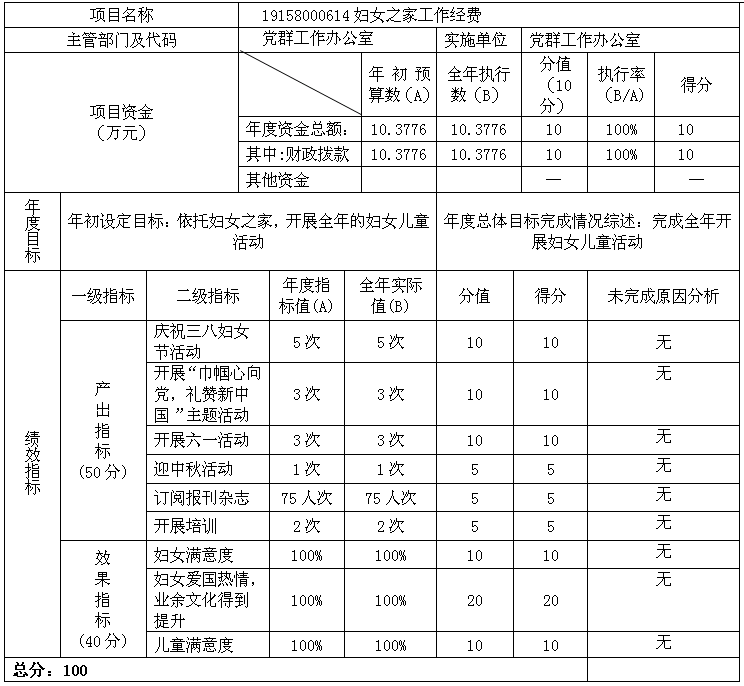 项目名称 19158000614妇女之家工作经费
主管部门及代码 党群工作办公室 实施单位 党群工作办公室
项目资金
（万元）
年 初 预
算数（A）
全年执行
数（B）
分值
（10
分）
执行率
（B/A）
得分
年度资金总额： 10.3776 10.3776 10 100% 10
其中:财政拨款 10.3776 10.3776 10 100% 10
其他资金 — —
年度目标
年初设定目标：依托妇女之家，开展全年的妇女儿童
活动
年度总体目标完成情况综述：完成全年开
展妇女儿童活动
绩效指标
一级指标 二级指标
年度指
标值(A)
全年实际
值(B)
分值 得分 未完成原因分析
产
出
指
标
（50分）
庆祝三八妇女
节活动
5次 5次 10 10 无
开展“巾帼心向
党，礼赞新中
国 ”主题活动
3次 3次 10 10 无
开展六一活动 3次 3次 10 10 无
迎中秋活动 1次 1次 5 5 无
订阅报刊杂志 75人次 75人次 5 5 无
开展培训 2次 2次 5 5 无
效
果
指
标
（40分）
妇女满意度 100% 100% 10 10 无
妇女爱国热情，
业余文化得到
提升
100% 100% 20 20 无
儿童满意度 100% 100% 10 10 无
总分：100